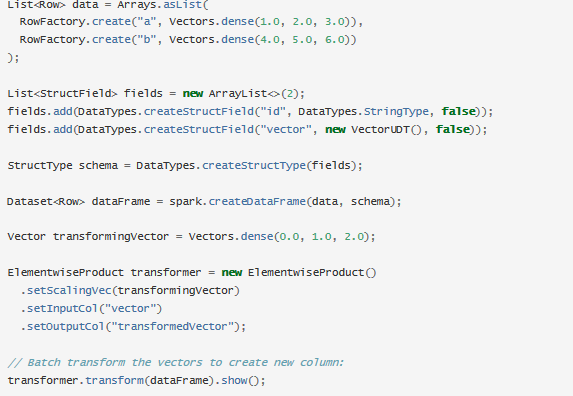 List<Row> data = Arrays.asList(
  RowFactory.create("a", Vectors.dense(1.0, 2.0, 3.0)),
  RowFactory.create("b", Vectors.dense(4.0, 5.0, 6.0))
);

List<StructField> fields = new ArrayList<>(2);
fields.add(DataTypes.createStructField("id", DataTypes.StringType, false));
fields.add(DataTypes.createStructField("vector", new VectorUDT(), false));

StructType schema = DataTypes.createStructType(fields);

Dataset<Row> dataFrame = spark.createDataFrame(data, schema);

Vector transformingVector = Vectors.dense(0.0, 1.0, 2.0);

ElementwiseProduct transformer = new ElementwiseProduct()
  .setScalingVec(transformingVector)
  .setInputCol("vector")
  .setOutputCol("transformedVector");

// Batch transform the vectors to create new column:
transformer.transform(dataFrame).show();